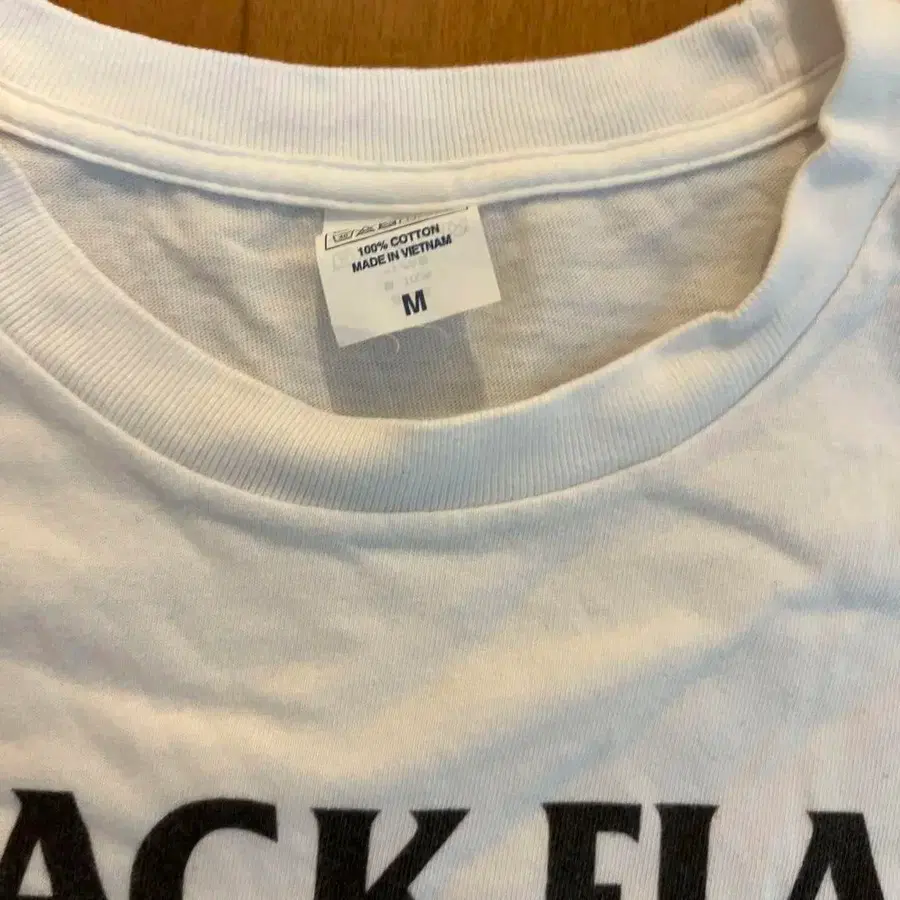 100% COTTON
MADE IN VIETNAM
M
ACK FLA